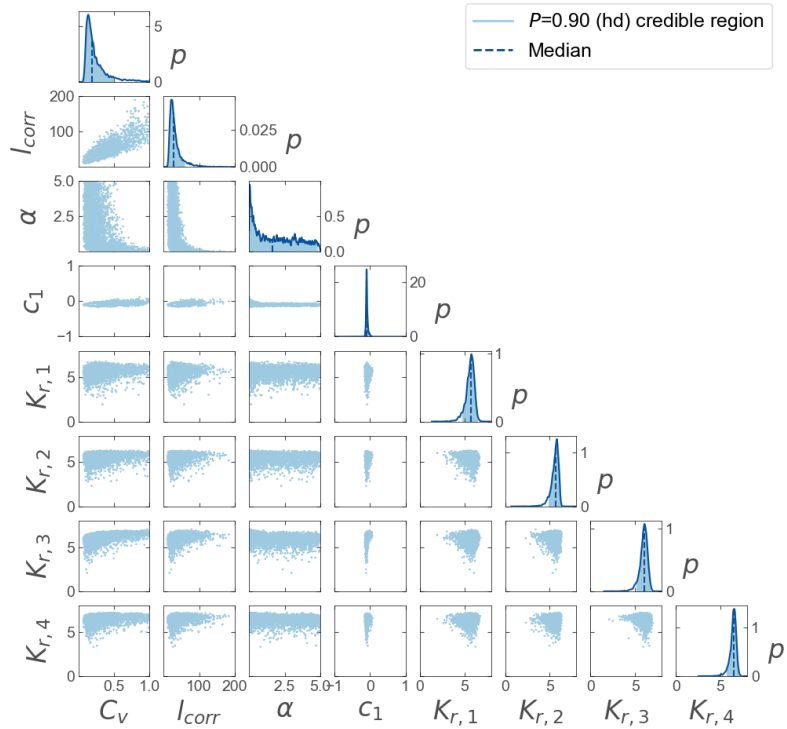 P=0.90 (hd) credible region
Median
5
0
p
I_corr
200
100
0.025
0.000
p
α
5.0
2.5
0.5
0.0
p
c_1
1
0
−1
20
0
p
K_r, 1
5
0
1
0
p
K_r, 2
5
0
1
0
p
K_r, 3
5
0
1
0
p
K_r, 4
5
0
1
0
p
0.5 1.0 100 200 2.5 5.0 −1 0 5 5 5 5
C_v I_corr α c_1 K_r, 1 K_r, 2 K_r, 3 K_r, 4